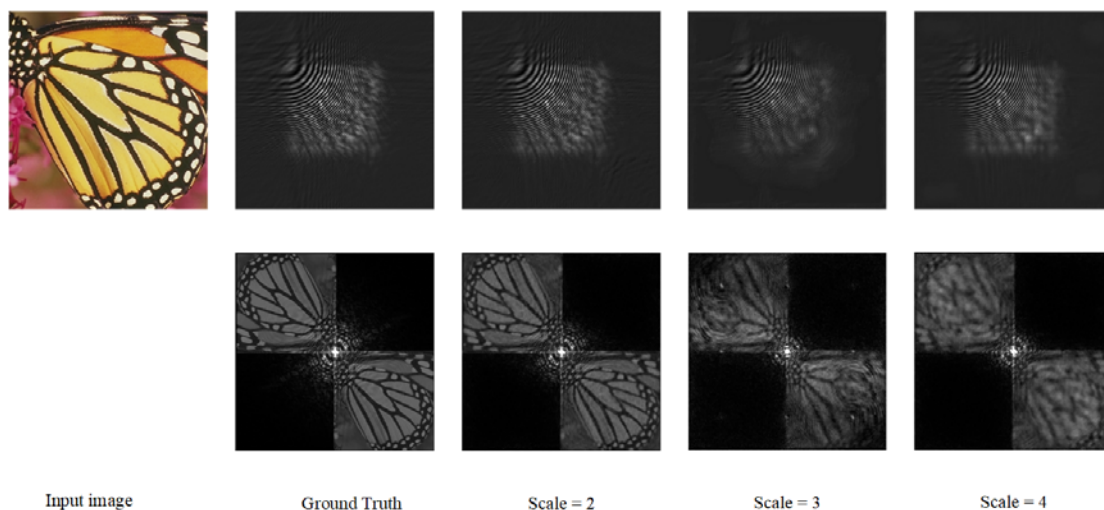 Input image
Ground Truth
Scale = 2
Scale = 3
Scale = 4